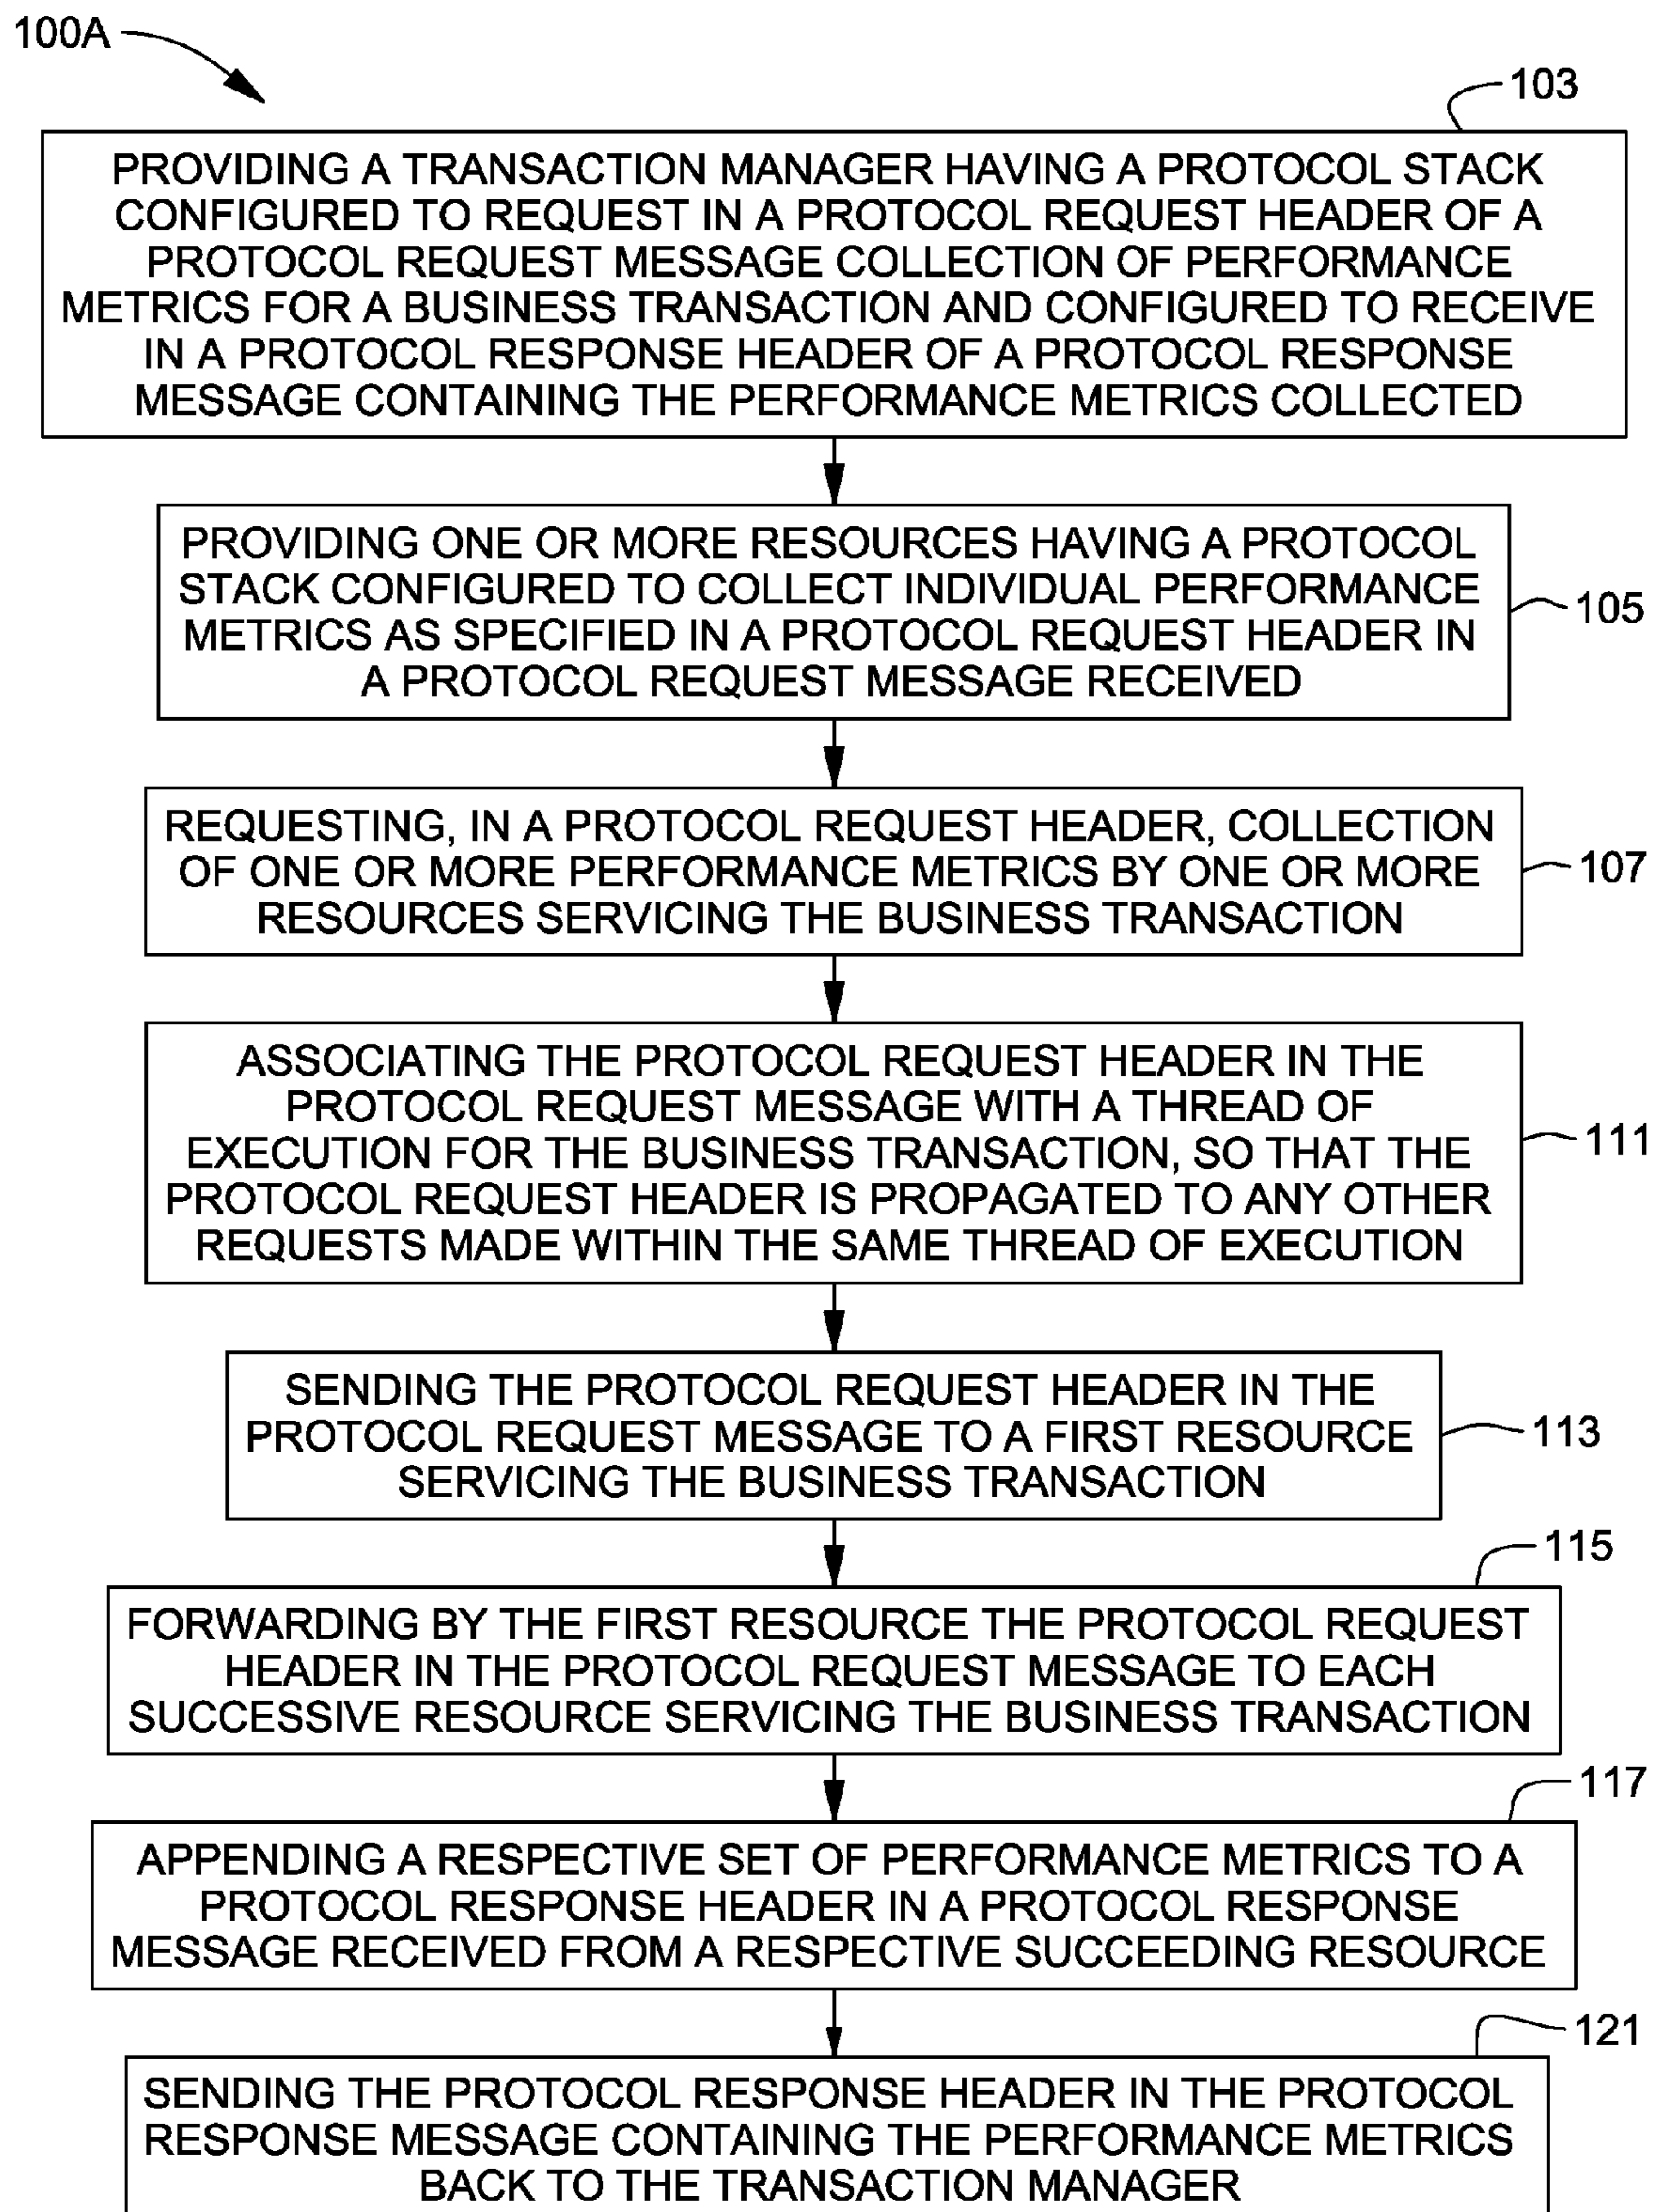 100A
103
PROVIDING A TRANSACTION MANAGER HAVING A PROTOCOL STACK
CONFIGURED TO REQUEST IN A PROTOCOL REQUEST HEADER OF A
PROTOCOL REQUEST MESSAGE COLLECTION OF PERFORMANCE
METRICS FOR A BUSINESS TRANSACTION AND CONFIGURED TO RECEIVE
IN A PROTOCOL RESPONSE HEADER OF A PROTOCOL RESPONSE
MESSAGE CONTAINING THE PERFORMANCE METRICS COLLECTED
PROVIDING ONE OR MORE RESOURCES HAVING A PROTOCOL
STACK CONFIGURED TO COLLECT INDIVIDUAL PERFORMANCE
METRICS AS SPECIFIED IN A PROTOCOL REQUEST HEADER IN
A PROTOCOL REQUEST MESSAGE RECEIVED
105
REQUESTING, IN A PROTOCOL REQUEST HEADER, COLLECTION
OF ONE OR MORE PERFORMANCE METRICS BY ONE OR MORE
RESOURCES SERVICING THE BUSINESS TRANSACTION
107
ASSOCIATING THE PROTOCOL REQUEST HEADER IN THE
PROTOCOL REQUEST MESSAGE WITH A THREAD OF
EXECUTION FOR THE BUSINESS TRANSACTION, SO THAT THE
PROTOCOL REQUEST HEADER IS PROPAGATED TO ANY OTHER
REQUESTS MADE WITHIN THE SAME THREAD OF EXECUTION
111
SENDING THE PROTOCOL REQUEST HEADER IN THE
PROTOCOL REQUEST MESSAGE TO A FIRST RESOURCE
SERVICING THE BUSINESS TRANSACTION
113
115
FORWARDING BY THE FIRST RESOURCE THE PROTOCOL REQUEST
HEADER IN THE PROTOCOL REQUEST MESSAGE TO EACH
SUCCESSIVE RESOURCE SERVICING THE BUSINESS TRANSACTION
117
APPENDING A RESPECTIVE SET OF PERFORMANCE METRICS TO A
PROTOCOL RESPONSE HEADER IN A PROTOCOL RESPONSE
MESSAGE RECEIVED FROM A RESPECTIVE SUCCEEDING RESOURCE
121
SENDING THE PROTOCOL RESPONSE HEADER IN THE PROTOCOL
RESPONSE MESSAGE CONTAINING THE PERFORMANCE METRICS
BACK TO THE TRANSACTION MANAGER